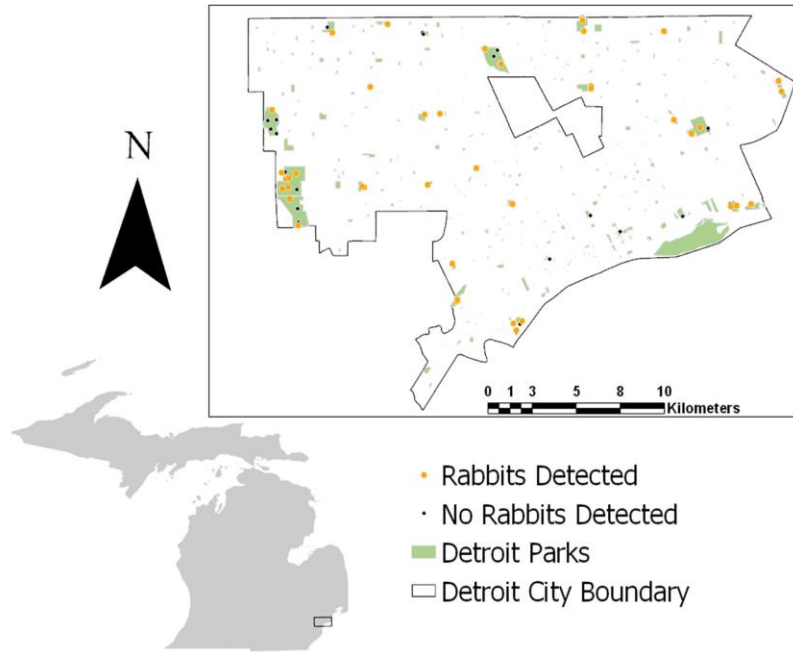 N
0 1 3 5 8 10
Kilometers
Rabbits Detected
No Rabbits Detected
Detroit Parks
Detroit City Boundary